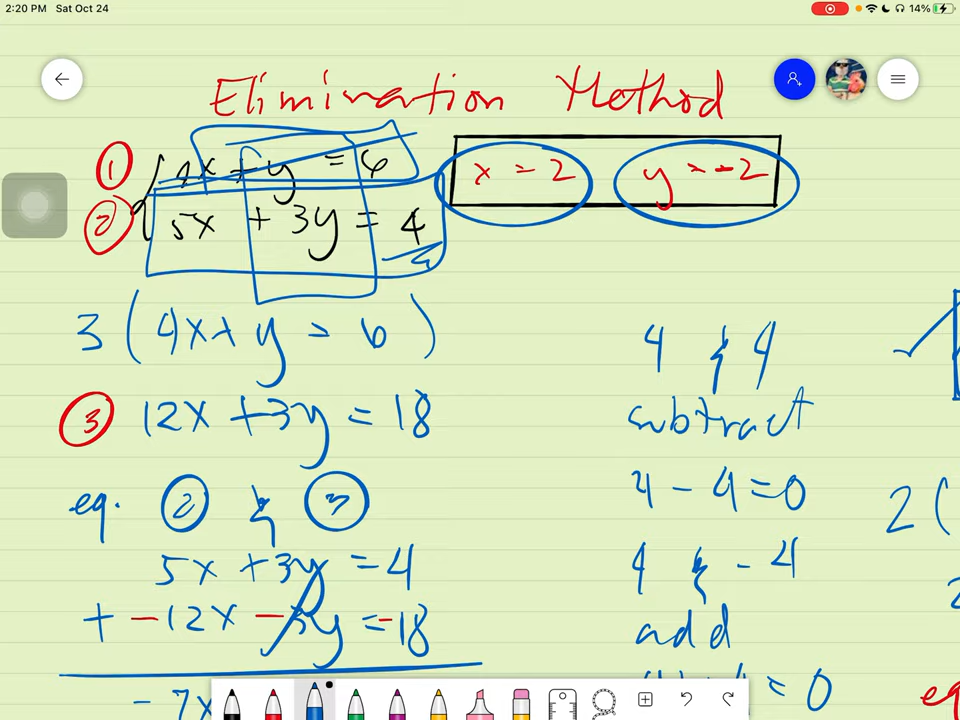 2:20 PM Sat Oct 24
14%
Elimination Method
① 4x + y = 6
② 5x + 3y = 4
x = 2 y = -2
3 ( 4x + y = 6 )
③ 12x + 3y = 18
eq. ② & ③
5x + 3y = 4
+ -12x - 3y = -18
-7x
4 & 4
subtract
4 - 4 = 0
4 & -4
add
= 0
2 (
eq